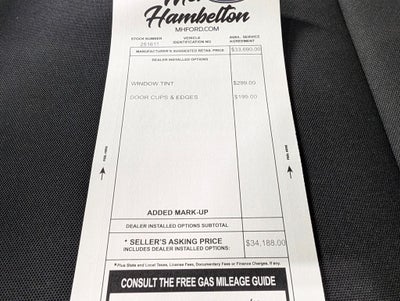 Hambelton
MHFORD.COM
STOCK NUMBER VEHICLE IDENTIFICATION NO. AVAIL. SERVICE AGREEMENT
251611
MANUFACTURER'S SUGGESTED RETAIL PRICE $33,690.00
DEALER INSTALLED OPTIONS
WINDOW TINT $299.00
DOOR CUPS & EDGES $199.00
ADDED MARK-UP
DEALER INSTALLED OPTIONS SUBTOTAL
* SELLER'S ASKING PRICE $34,188.00
INCLUDES DEALER INSTALLED OPTIONS:
*Plus State and Local Taxes, License Fees, Documentary Fees or Finance Charges, if any.
CONSULT THE FREE GAS MILEAGE GUIDE